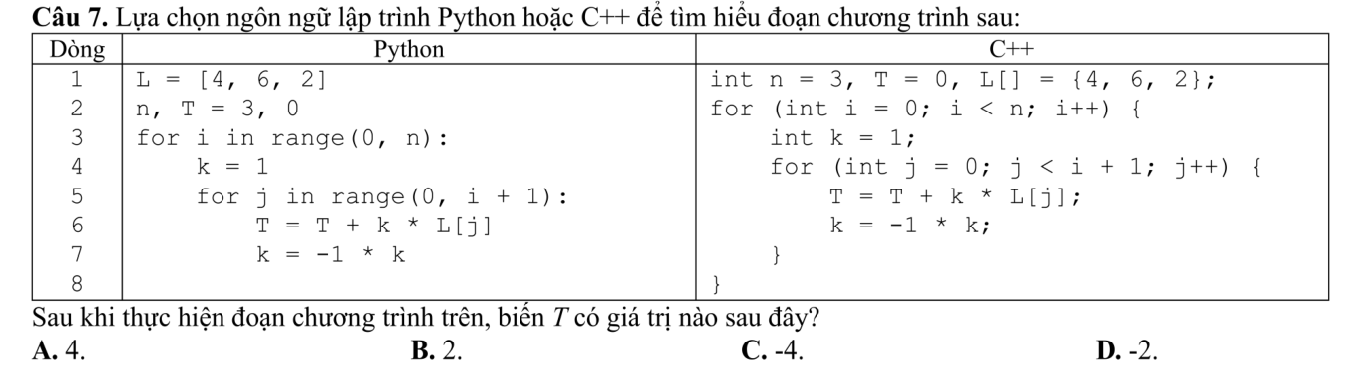 Câu 7. Lựa chọn ngôn ngữ lập trình Python hoặc C++ để tìm hiểu đoạn chương trình sau:
Dòng Python C++
1 L = [4, 6, 2] int n = 3, T = 0, L[] = {4, 6, 2};
2 n, T = 3, 0 for (int i = 0; i < n; i++) {
3 for i in range(0, n): int k = 1;
4 k = 1 for (int j = 0; j < i + 1; j++) {
5 for j in range(0, i + 1): T = T + k * L[j];
6 T = T + k * L[j] k = -1 * k;
7 k = -1 * k }
8 }
Sau khi thực hiện đoạn chương trình trên, biến T có giá trị nào sau đây?
A. 4. B. 2. C. -4. D. -2.